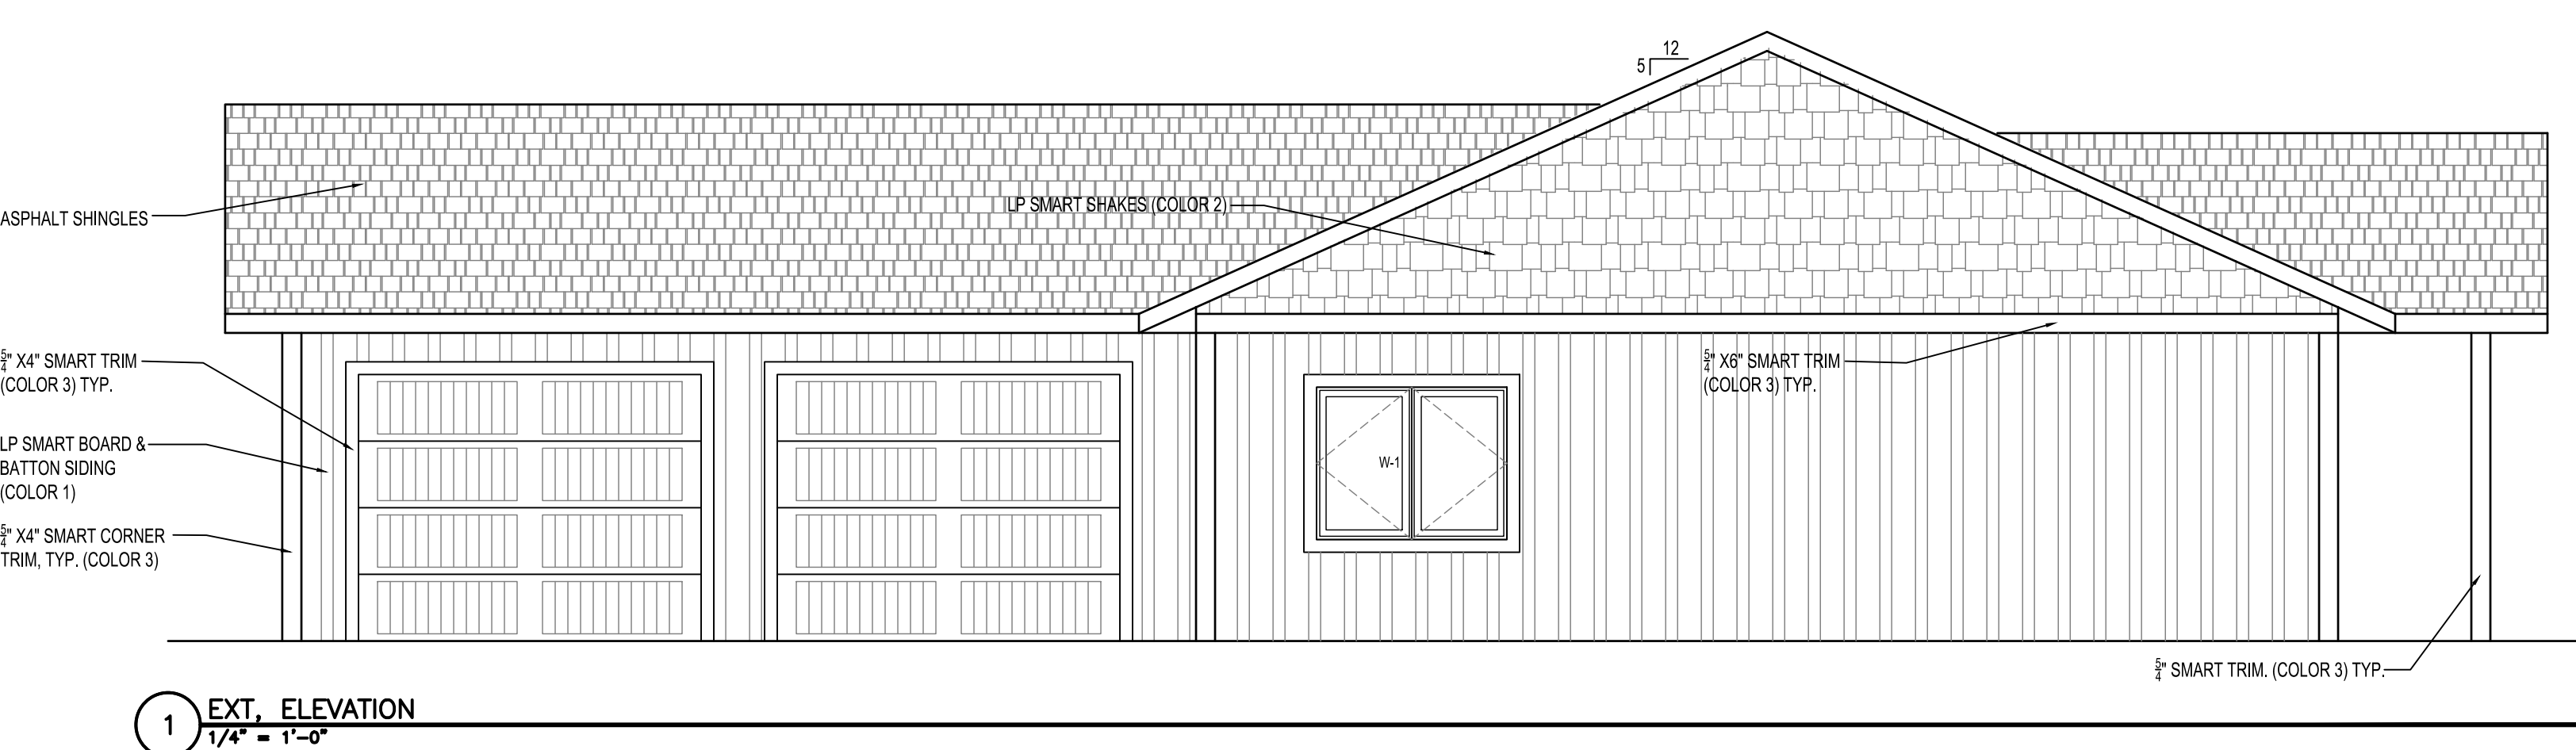 12
5
ASPHALT SHINGLES
LP SMART SHAKES (COLOR 2)
5/4" X4" SMART TRIM
(COLOR 3) TYP.
5/4" X6" SMART TRIM
(COLOR 3) TYP.
LP SMART BOARD &
BATTON SIDING
(COLOR 1)
W-1
5/4" X4" SMART CORNER
TRIM, TYP. (COLOR 3)
5/4" SMART TRIM. (COLOR 3) TYP.
1
EXT, ELEVATION
1/4" = 1'-0"